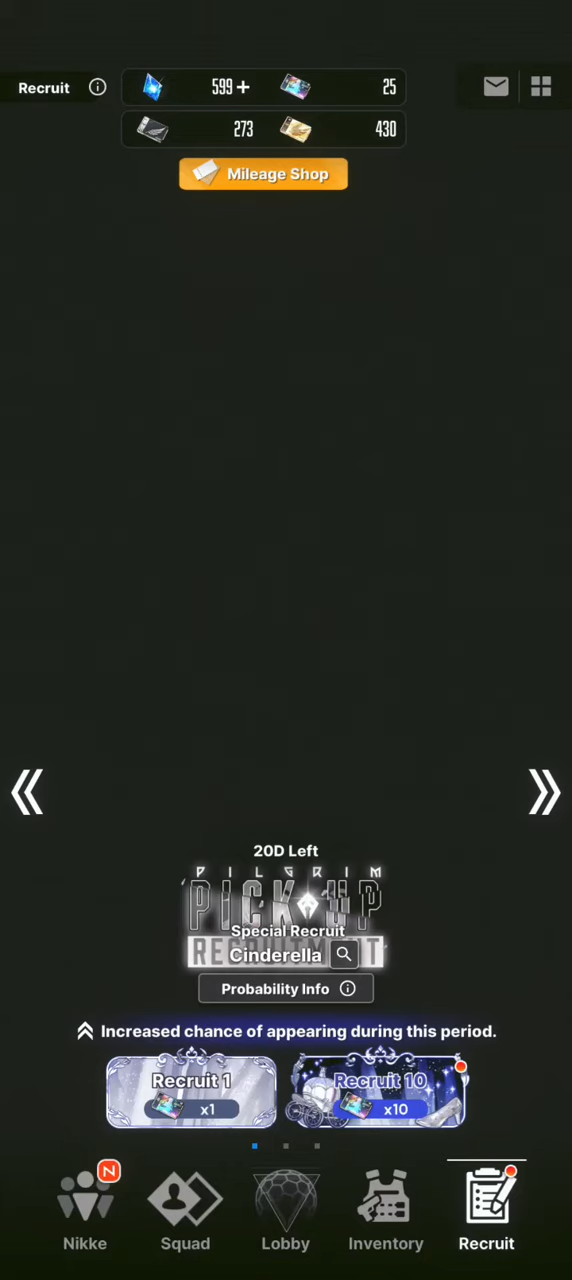 Recruit
599+
25
273
430
Mileage Shop
20D Left
PILGRIM
PICK UP
Special Recruit
RECRUITMENT
Cinderella
Probability Info
Increased chance of appearing during this period.
Recruit 1
x1
Recruit 10
x10
N
Nikke
Squad
Lobby
Inventory
Recruit